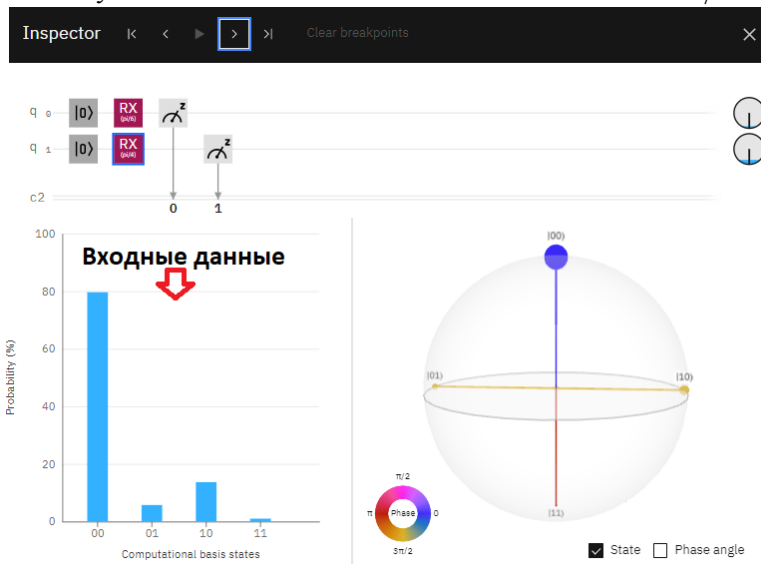 Inspector Clear breakpoints
q 0 |0⟩ RX (pi/6) z
q 1 |0⟩ RX (pi/4) z
c2
0 1
Входные данные
100
80
60
40
20
0
Probability (%)
00 01 10 11
Computational basis states
|00⟩
|01⟩
|10⟩
|11⟩
π/2
π Phase 0
3π/2
State Phase angle